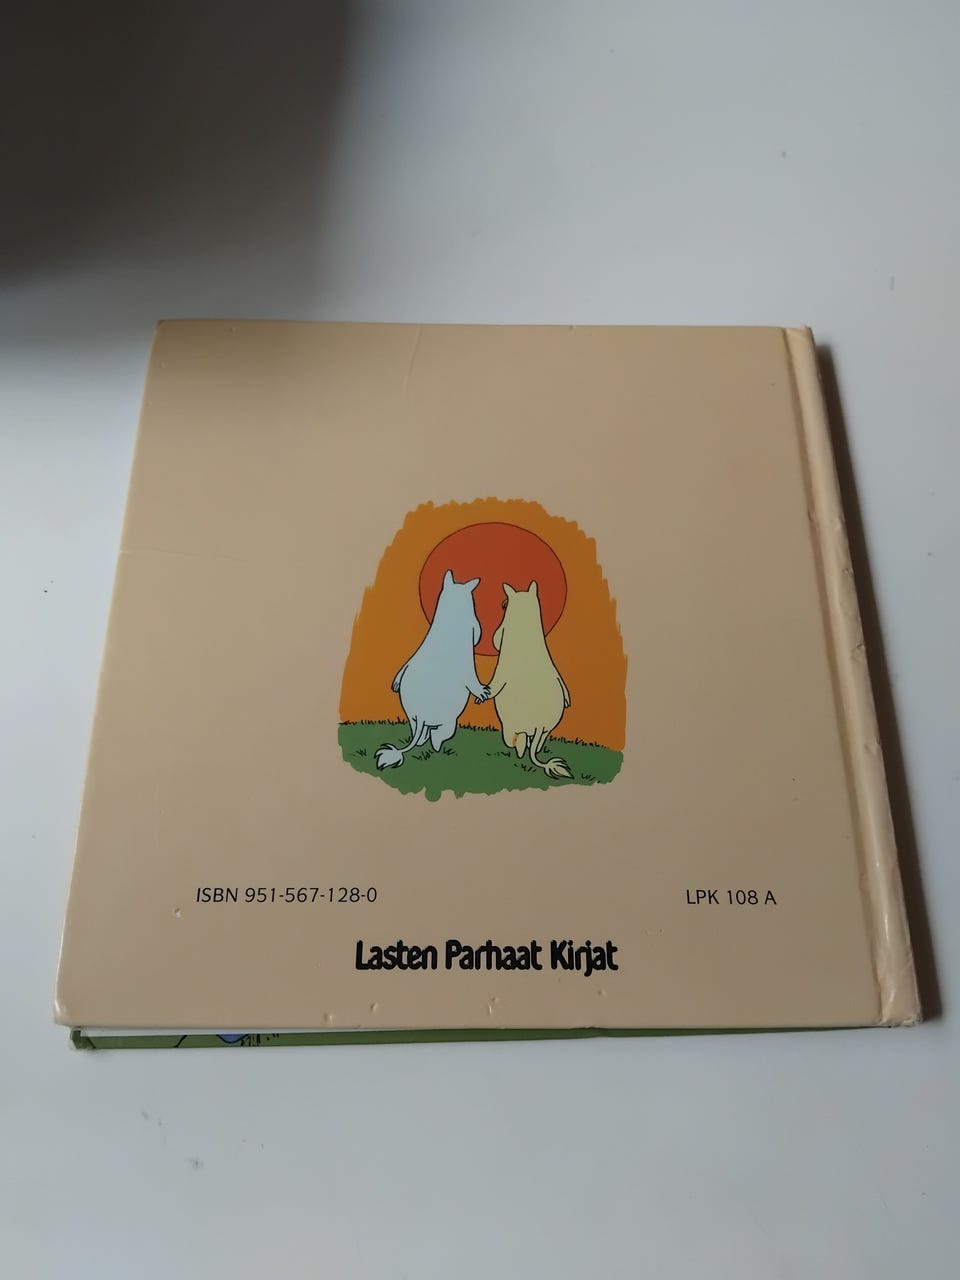 ISBN 951-567-128-0
LPK 108 A
Lasten Parhaat Kirjat